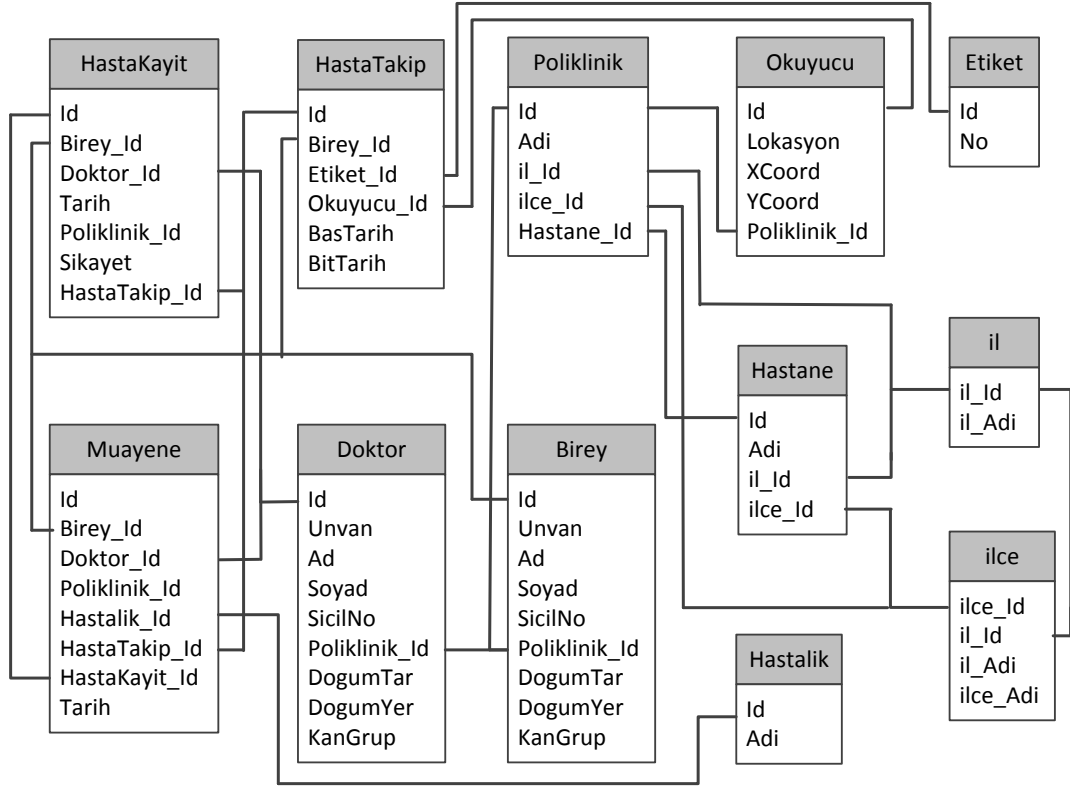 HastaKayit
Id
Birey_Id
Doktor_Id
Tarih
Poliklinik_Id
Sikayet
HastaTakip_Id
HastaTakip
Id
Birey_Id
Etiket_Id
Okuyucu_Id
BasTarih
BitTarih
Poliklinik
Id
Adi
il_Id
ilce_Id
Hastane_Id
Okuyucu
Id
Lokasyon
XCoord
YCoord
Poliklinik_Id
Etiket
Id
No
Hastane
Id
Adi
il_Id
ilce_Id
il
il_Id
il_Adi
Muayene
Id
Birey_Id
Doktor_Id
Poliklinik_Id
Hastalik_Id
HastaTakip_Id
HastaKayit_Id
Tarih
Doktor
Id
Unvan
Ad
Soyad
SicilNo
Poliklinik_Id
DogumTar
DogumYer
KanGrup
Birey
Id
Unvan
Ad
Soyad
SicilNo
Poliklinik_Id
DogumTar
DogumYer
KanGrup
Hastalik
Id
Adi
ilce
ilce_Id
il_Id
il_Adi
ilce_Adi